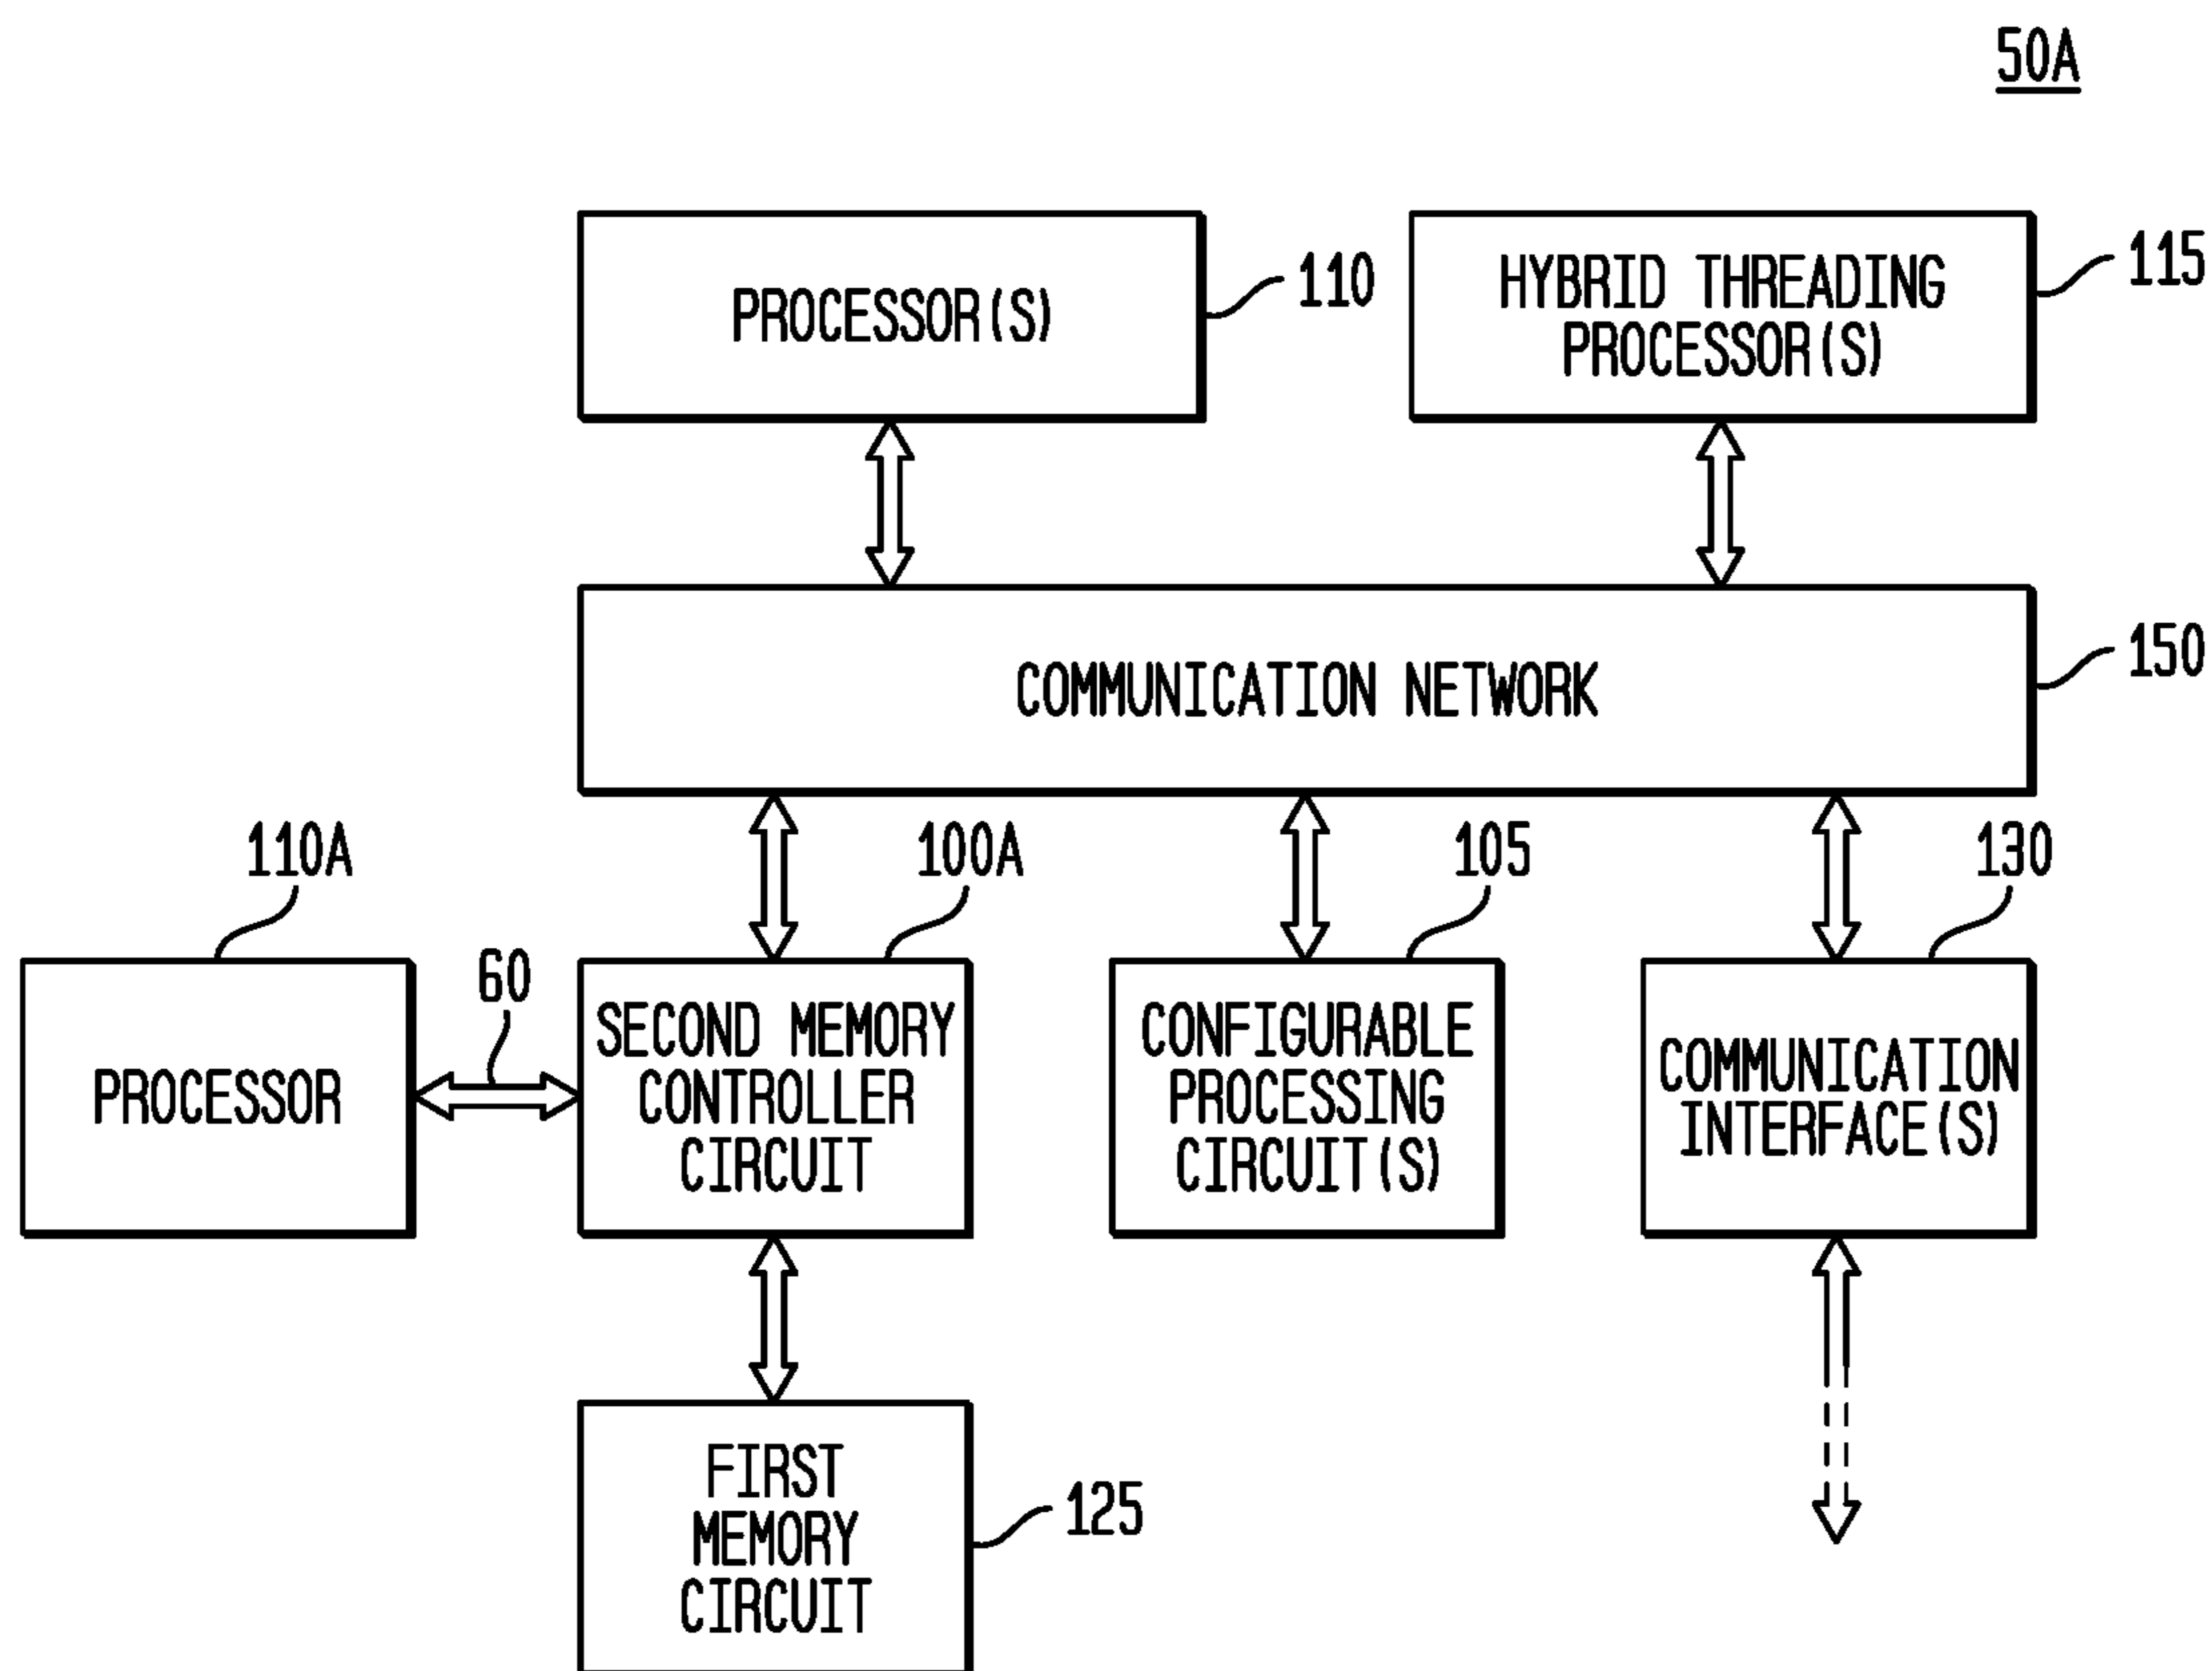 50A
PROCESSOR(S)
110
HYBRID THREADING
PROCESSOR(S)
115
COMMUNICATION NETWORK
150
110A
100A
105
130
60
PROCESSOR
SECOND MEMORY
CONTROLLER
CIRCUIT
CONFIGURABLE
PROCESSING
CIRCUIT(S)
COMMUNICATION
INTERFACE(S)
FIRST
MEMORY
CIRCUIT
125